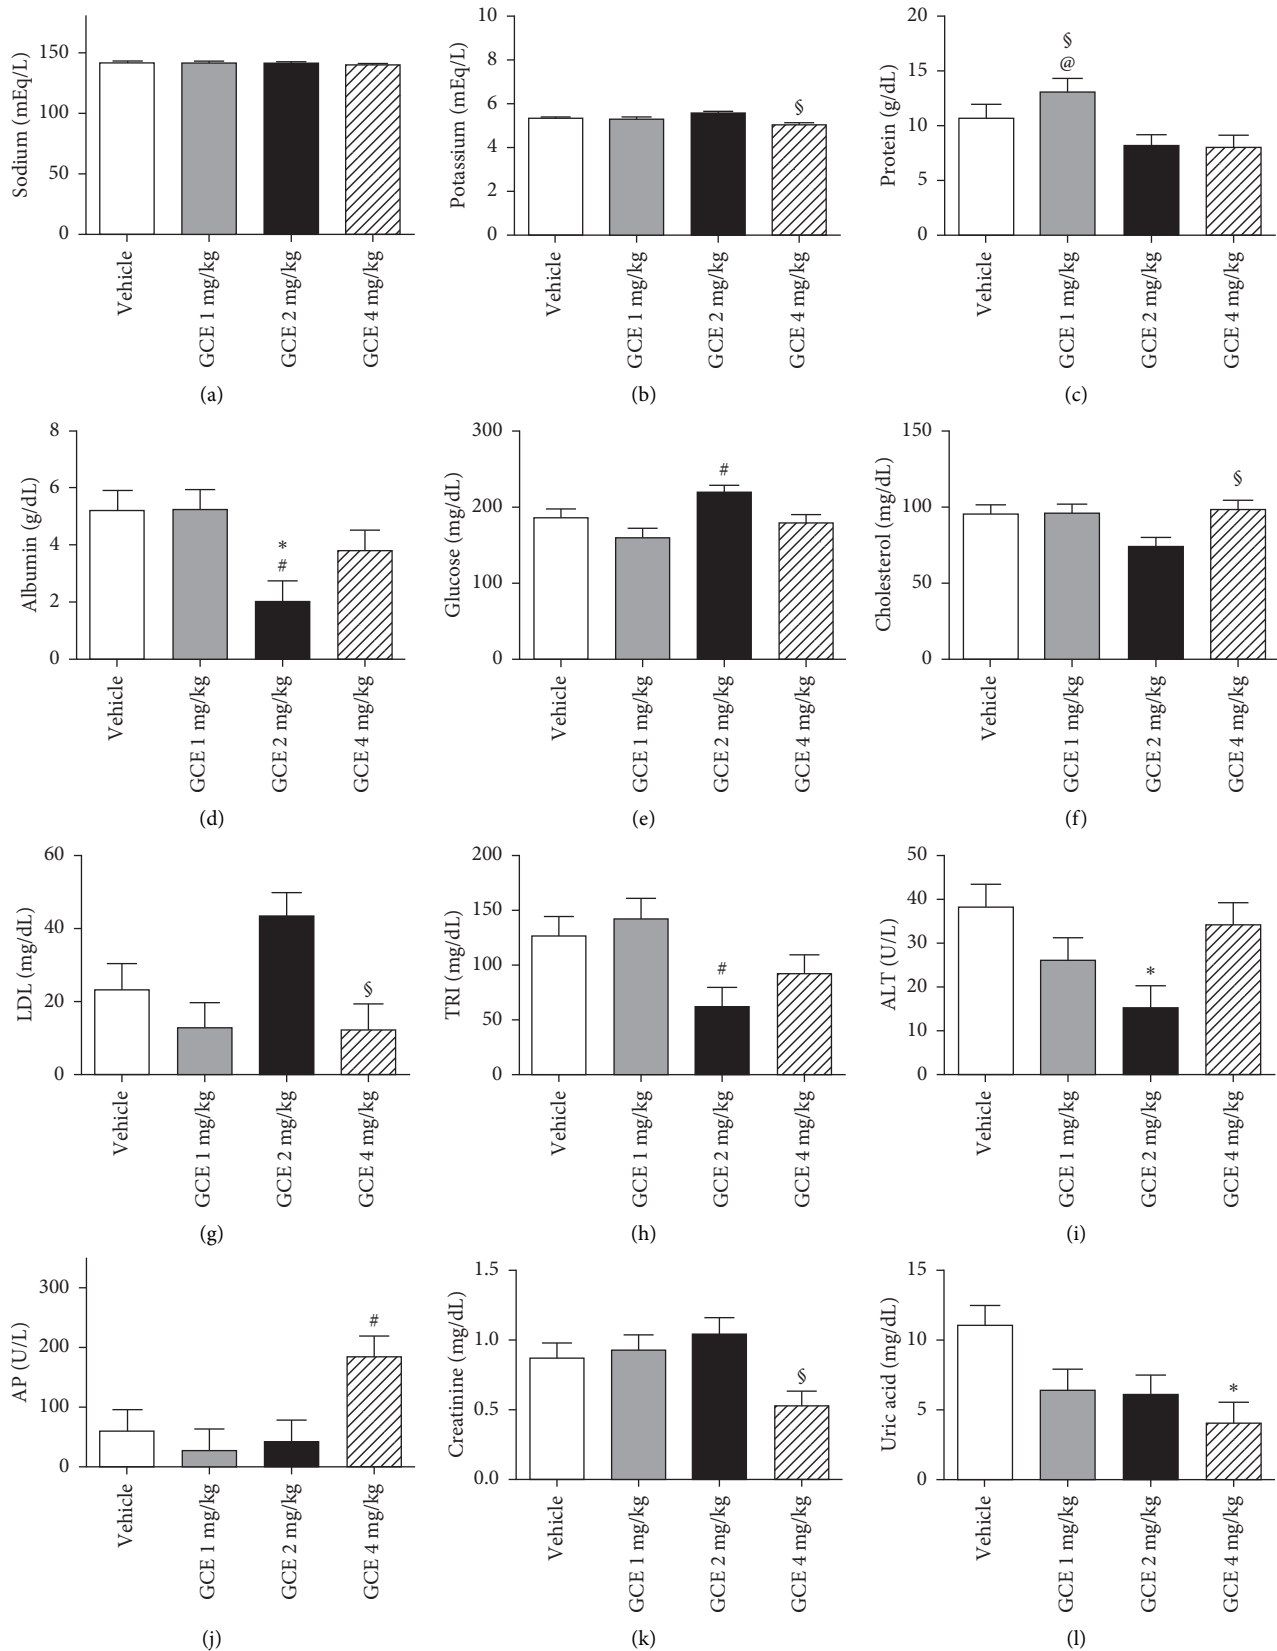 Sodium (mEq/L)
150
100
50
0
Vehicle
GCE 1 mg/kg
GCE 2 mg/kg
GCE 4 mg/kg
(a)
Potassium (mEq/L)
10
8
6
4
2
0
§
Vehicle
GCE 1 mg/kg
GCE 2 mg/kg
GCE 4 mg/kg
(b)
Protein (g/dL)
20
15
10
5
0
§
@
Vehicle
GCE 1 mg/kg
GCE 2 mg/kg
GCE 4 mg/kg
(c)
Albumin (g/dL)
8
6
4
2
0
*
#
Vehicle
GCE 1 mg/kg
GCE 2 mg/kg
GCE 4 mg/kg
(d)
Glucose (mg/dL)
300
200
100
0
#
Vehicle
GCE 1 mg/kg
GCE 2 mg/kg
GCE 4 mg/kg
(e)
Cholesterol (mg/dL)
150
100
50
0
§
Vehicle
GCE 1 mg/kg
GCE 2 mg/kg
GCE 4 mg/kg
(f)
LDL (mg/dL)
60
40
20
0
§
Vehicle
GCE 1 mg/kg
GCE 2 mg/kg
GCE 4 mg/kg
(g)
TRI (mg/dL)
200
150
100
50
0
#
Vehicle
GCE 1 mg/kg
GCE 2 mg/kg
GCE 4 mg/kg
(h)
ALT (U/L)
50
40
30
20
10
0
*
Vehicle
GCE 1 mg/kg
GCE 2 mg/kg
GCE 4 mg/kg
(i)
AP (U/L)
300
200
100
0
#
Vehicle
GCE 1 mg/kg
GCE 2 mg/kg
GCE 4 mg/kg
(j)
Creatinine (mg/dL)
1.5
1.0
0.5
0.0
§
Vehicle
GCE 1 mg/kg
GCE 2 mg/kg
GCE 4 mg/kg
(k)
Uric acid (mg/dL)
15
10
5
0
*
Vehicle
GCE 1 mg/kg
GCE 2 mg/kg
GCE 4 mg/kg
(l)